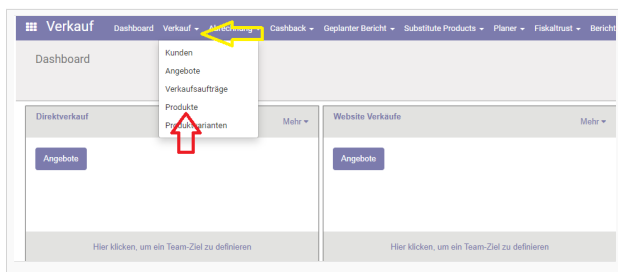 Verkauf Dashboard Verkauf Abrechnung Cashback Geplanter Bericht Substitute Products Planer Fiskaltrust Bericht
Dashboard
Kunden
Angebote
Verkaufsaufträge
Produkte
Produktvarianten
Direktverkauf Mehr
Website Verkäufe Mehr
Angebote
Angebote
Hier klicken, um ein Team-Ziel zu definieren
Hier klicken, um ein Team-Ziel zu definieren